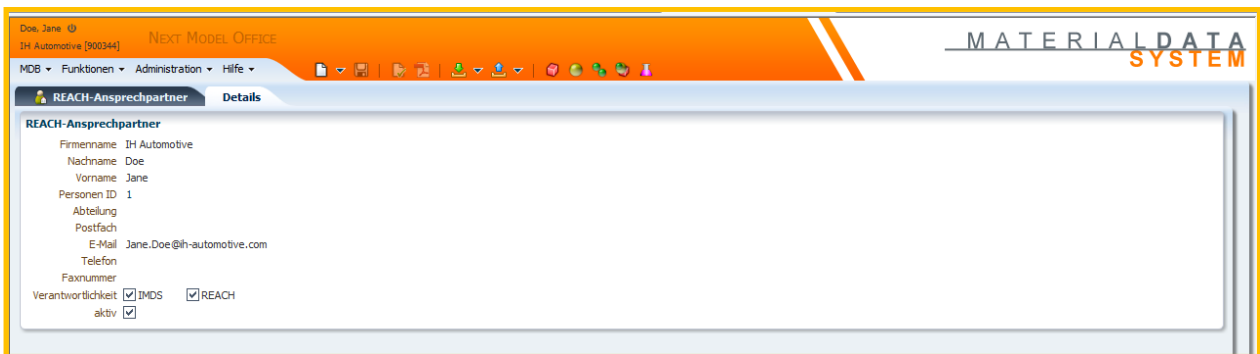 Doe, Jane
IH Automotive [900344]
NEXT MODEL OFFICE
MATERIALDATA
SYSTEM
MDB Funktionen Administration Hilfe
REACH-Ansprechpartner Details
REACH-Ansprechpartner
Firmenname IH Automotive
Nachname Doe
Vorname Jane
Personen ID 1
Abteilung
Postfach
E-Mail Jane.Doe@ih-automotive.com
Telefon
Faxnummer
Verantwortlichkeit IMDS REACH
aktiv